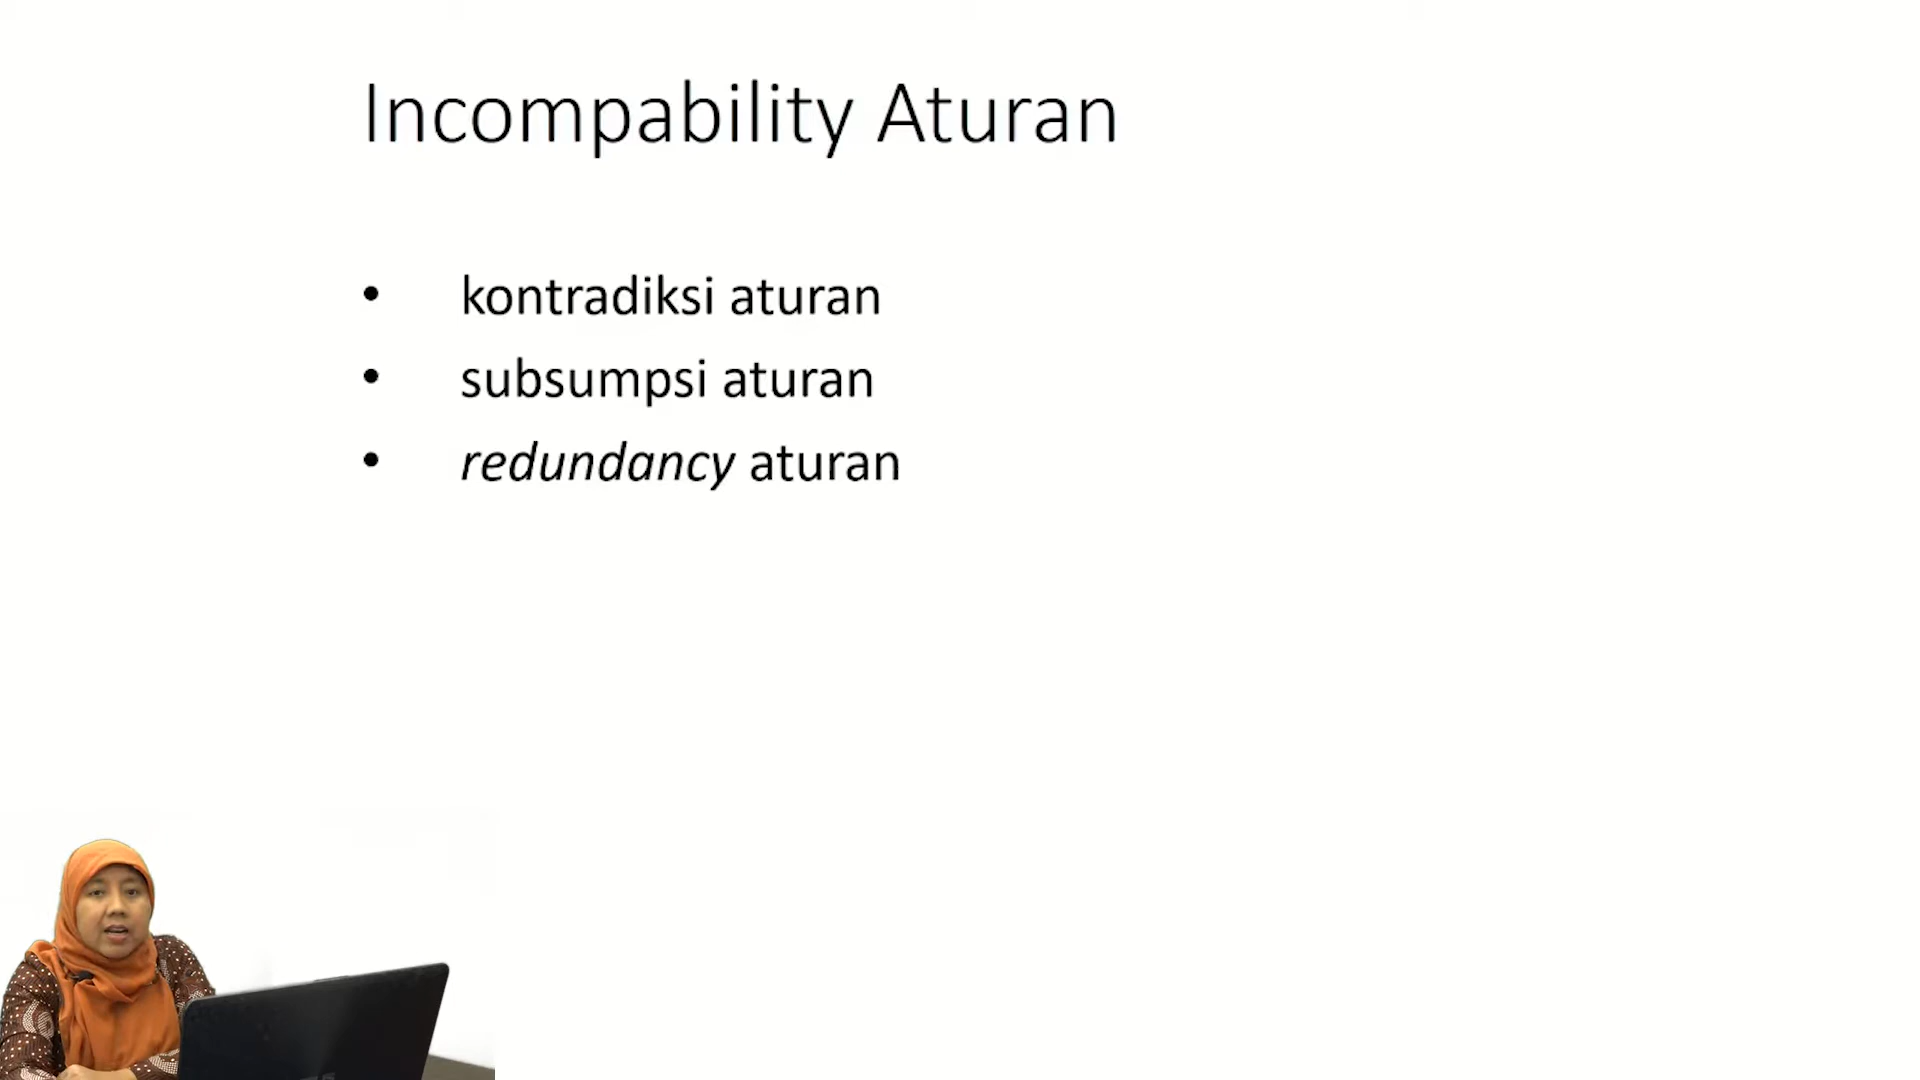 Incompability Aturan
• kontradiksi aturan
• subsumpsi aturan
• redundancy aturan